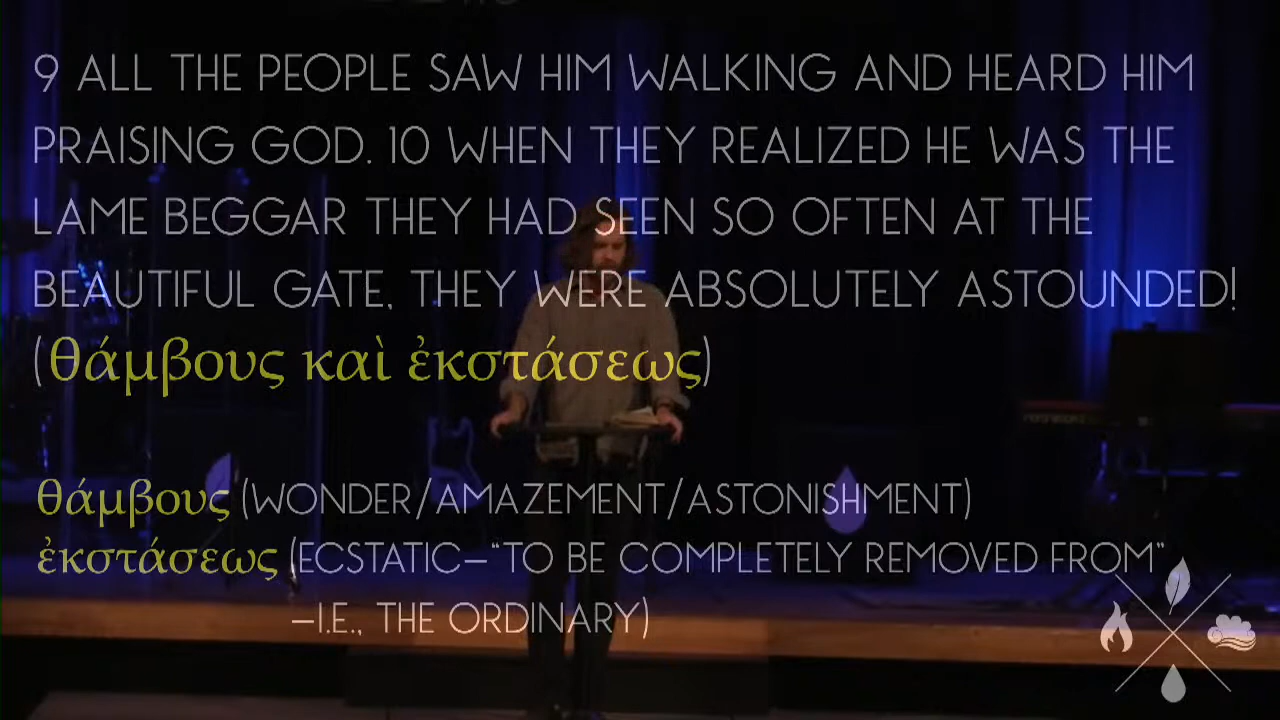 9 ALL THE PEOPLE SAW HIM WALKING AND HEARD HIM
PRAISING GOD. 10 WHEN THEY REALIZED HE WAS THE
LAME BEGGAR THEY HAD SEEN SO OFTEN AT THE
BEAUTIFUL GATE, THEY WERE ABSOLUTELY ASTOUNDED!
(θάμβους καὶ ἐκστάσεως)
θάμβους (WONDER/AMAZEMENT/ASTONISHMENT)
ἐκστάσεως (ECSTATIC–“TO BE COMPLETELY REMOVED FROM”
–I.E., THE ORDINARY)